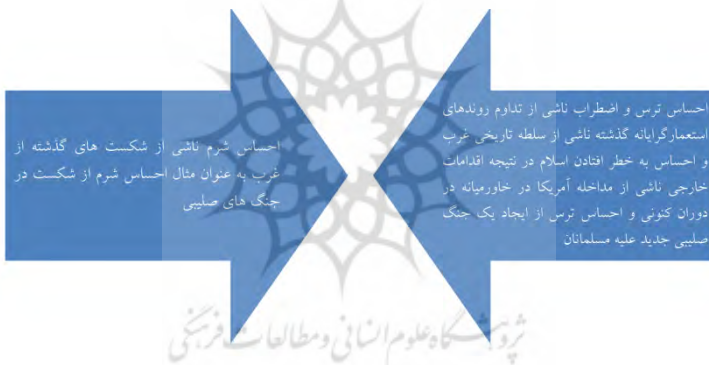 احساس ترس و اضطراب ناشی از تداوم روندهای
استعمارگرایانه گذشته ناشی از سلطه تاریخی غرب
و احساس به خطر افتادن اسلام در نتیجه اقدامات
خارجی ناشی از مداخله آمریکا در خاورمیانه در
دوران کنونی و احساس ترس از ایجاد یک جنگ
صلیبی جدید علیه مسلمانان
احساس شرم ناشی از شکست های گذشته از
غرب به عنوان مثال احساس شرم از شکست در
جنگ های صلیبی
پژوهشگاه علوم انسانی و مطالعات فرهنگی